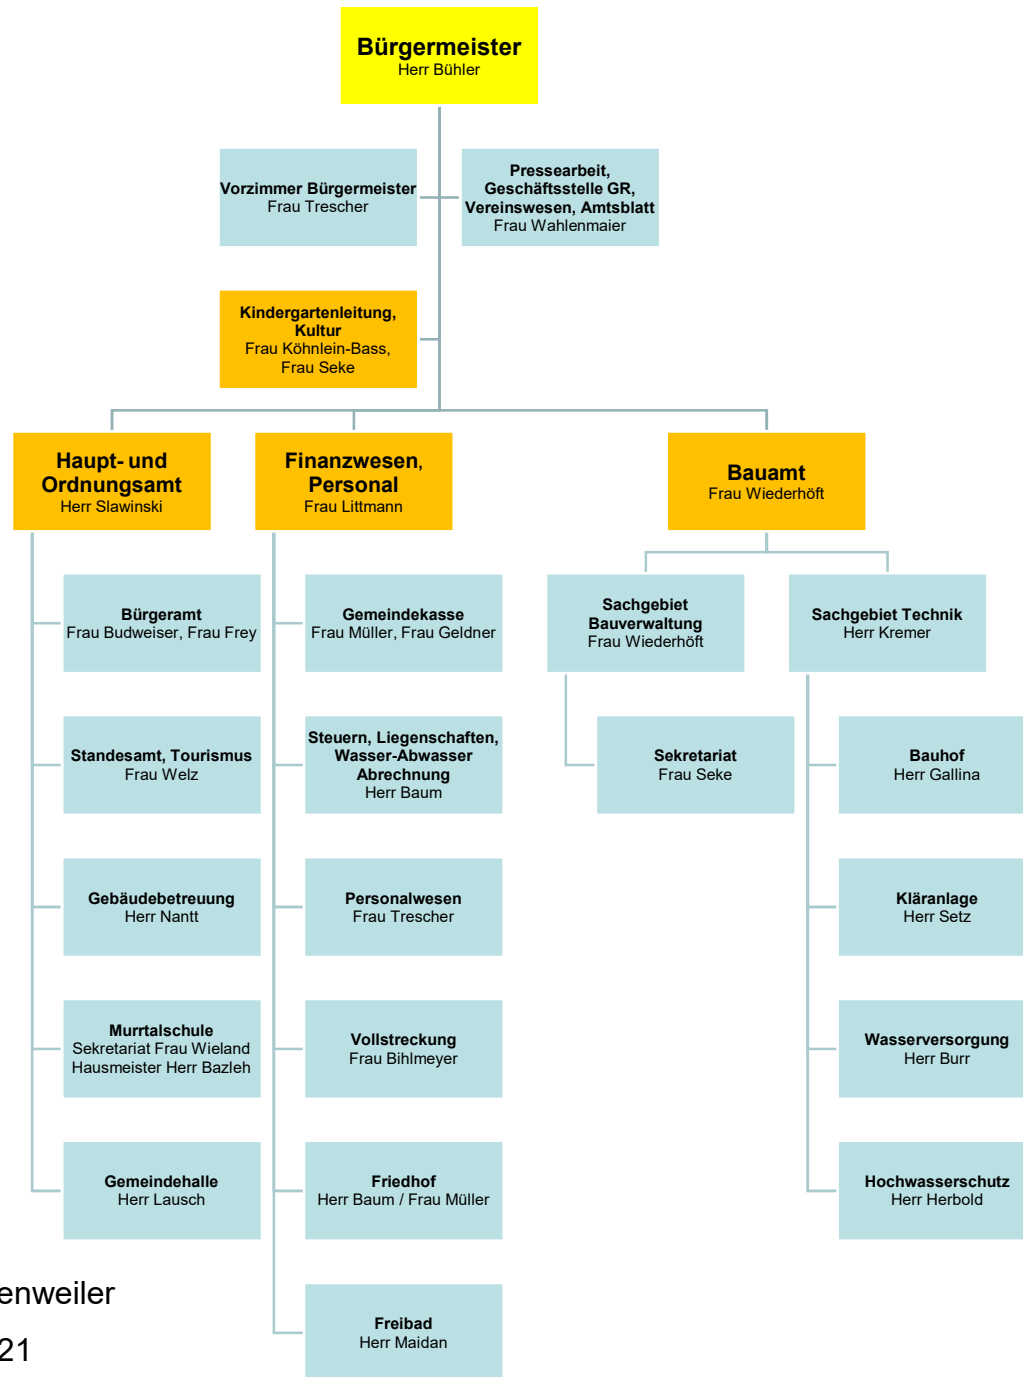 Bürgermeister
Herr Bühler
Vorzimmer Bürgermeister
Frau Trescher
Pressearbeit,
Geschäftsstelle GR,
Vereinswesen, Amtsblatt
Frau Wahlenmaier
Kindergartenleitung,
Kultur
Frau Köhnlein-Bass,
Frau Seke
Haupt- und
Ordnungsamt
Herr Slawinski
Finanzwesen,
Personal
Frau Littmann
Bauamt
Frau Wiederhöft
Bürgeramt
Frau Budweiser, Frau Frey
Standesamt, Tourismus
Frau Welz
Gebäudebetreuung
Herr Nantt
Murrtalschule
Sekretariat Frau Wieland
Hausmeister Herr Bazleh
Gemeindehalle
Herr Lausch
Gemeindekasse
Frau Müller, Frau Geldner
Steuern, Liegenschaften,
Wasser-Abwasser
Abrechnung
Herr Baum
Personalwesen
Frau Trescher
Vollstreckung
Frau Bihlmeyer
Friedhof
Herr Baum / Frau Müller
Freibad
Herr Maidan
Sachgebiet
Bauverwaltung
Frau Wiederhöft
Sekretariat
Frau Seke
Sachgebiet Technik
Herr Kremer
Bauhof
Herr Gallina
Kläranlage
Herr Setz
Wasserversorgung
Herr Burr
Hochwasserschutz
Herr Herbold
enweiler
21